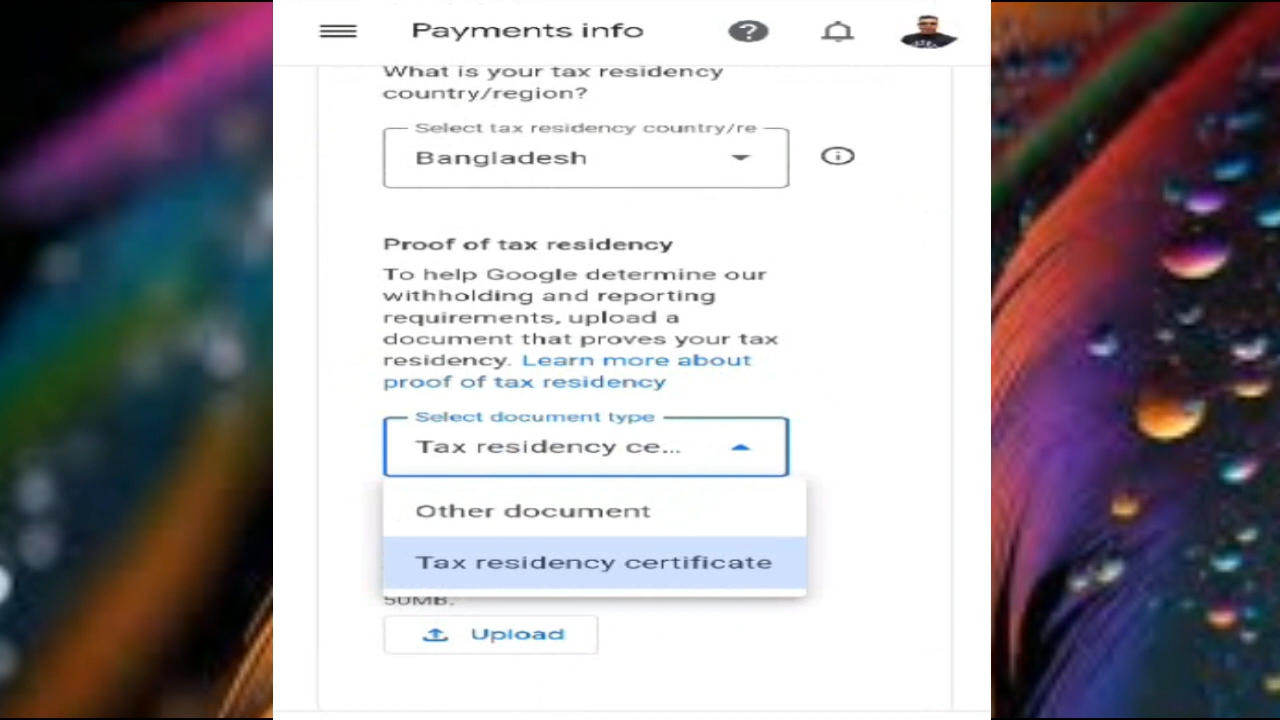 Payments info
What is your tax residency
country/region?
Select tax residency country/re
Bangladesh
Proof of tax residency
To help Google determine our
withholding and reporting
requirements, upload a
document that proves your tax
residency. Learn more about
proof of tax residency
Select document type
Tax residency ce...
Other document
Tax residency certificate
50MB.
Upload